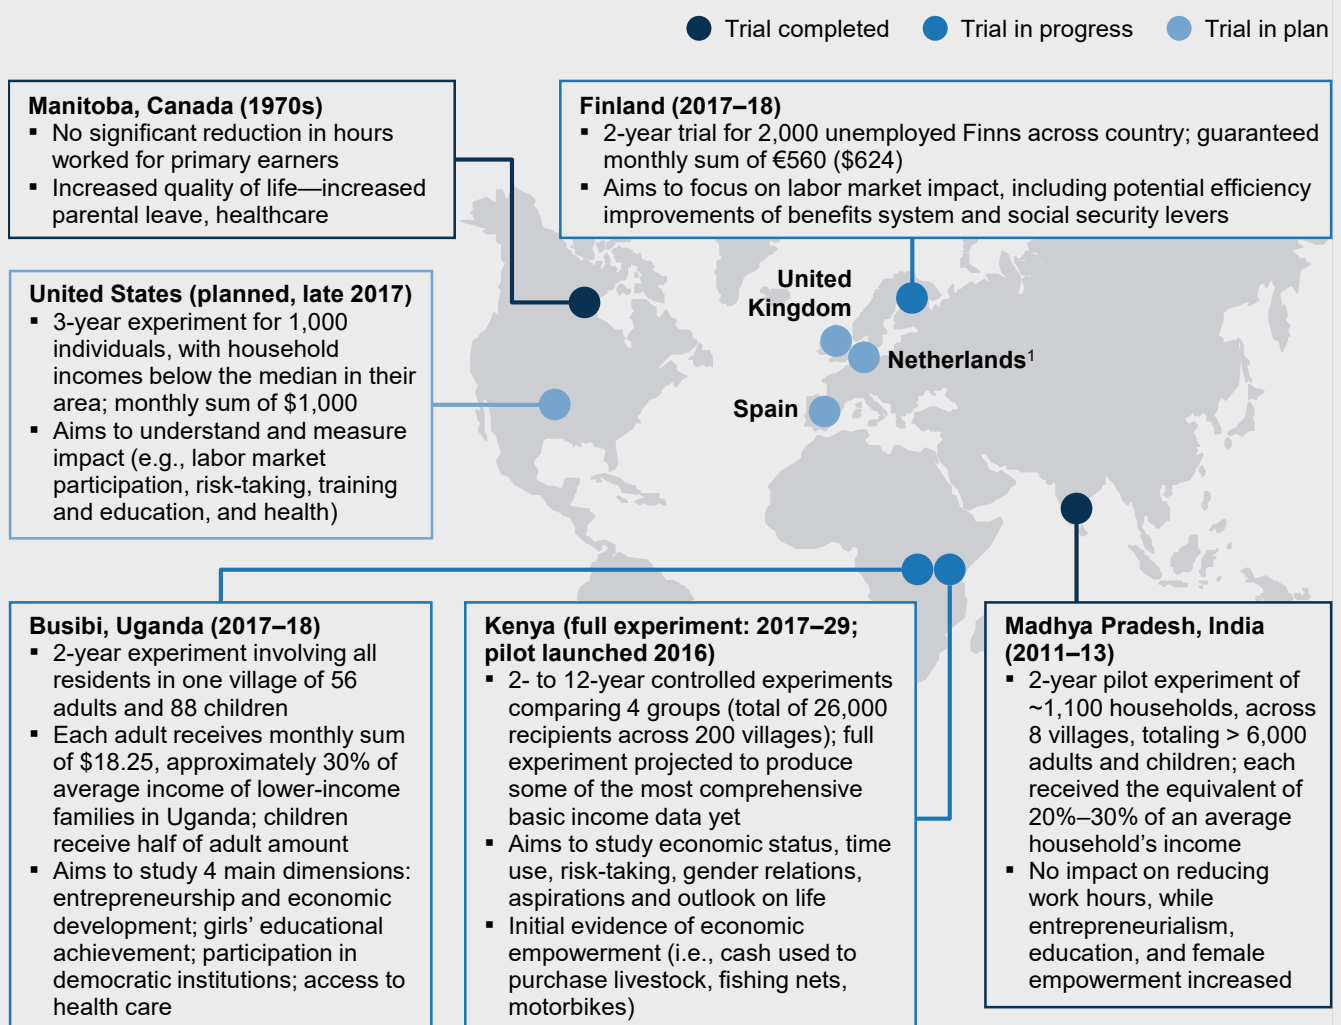 Trial completed
Trial in progress
Trial in plan
Manitoba, Canada (1970s)
▪ No significant reduction in hours
worked for primary earners
▪ Increased quality of life—increased
parental leave, healthcare
Finland (2017–18)
▪ 2-year trial for 2,000 unemployed Finns across country; guaranteed
monthly sum of €560 ($624)
▪ Aims to focus on labor market impact, including potential efficiency
improvements of benefits system and social security levers
United States (planned, late 2017)
▪ 3-year experiment for 1,000
individuals, with household
incomes below the median in their
area; monthly sum of $1,000
▪ Aims to understand and measure
impact (e.g., labor market
participation, risk-taking, training
and education, and health)
United
Kingdom
Netherlands¹
Spain
Busibi, Uganda (2017–18)
▪ 2-year experiment involving all
residents in one village of 56
adults and 88 children
▪ Each adult receives monthly sum
of $18.25, approximately 30% of
average income of lower-income
families in Uganda; children
receive half of adult amount
▪ Aims to study 4 main dimensions:
entrepreneurship and economic
development; girls’ educational
achievement; participation in
democratic institutions; access to
health care
Kenya (full experiment: 2017–29;
pilot launched 2016)
▪ 2- to 12-year controlled experiments
comparing 4 groups (total of 26,000
recipients across 200 villages); full
experiment projected to produce
some of the most comprehensive
basic income data yet
▪ Aims to study economic status, time
use, risk-taking, gender relations,
aspirations and outlook on life
▪ Initial evidence of economic
empowerment (i.e., cash used to
purchase livestock, fishing nets,
motorbikes)
Madhya Pradesh, India
(2011–13)
▪ 2-year pilot experiment of
~1,100 households, across
8 villages, totaling > 6,000
adults and children; each
received the equivalent of
20%–30% of an average
household’s income
▪ No impact on reducing
work hours, while
entrepreneurialism,
education, and female
empowerment increased